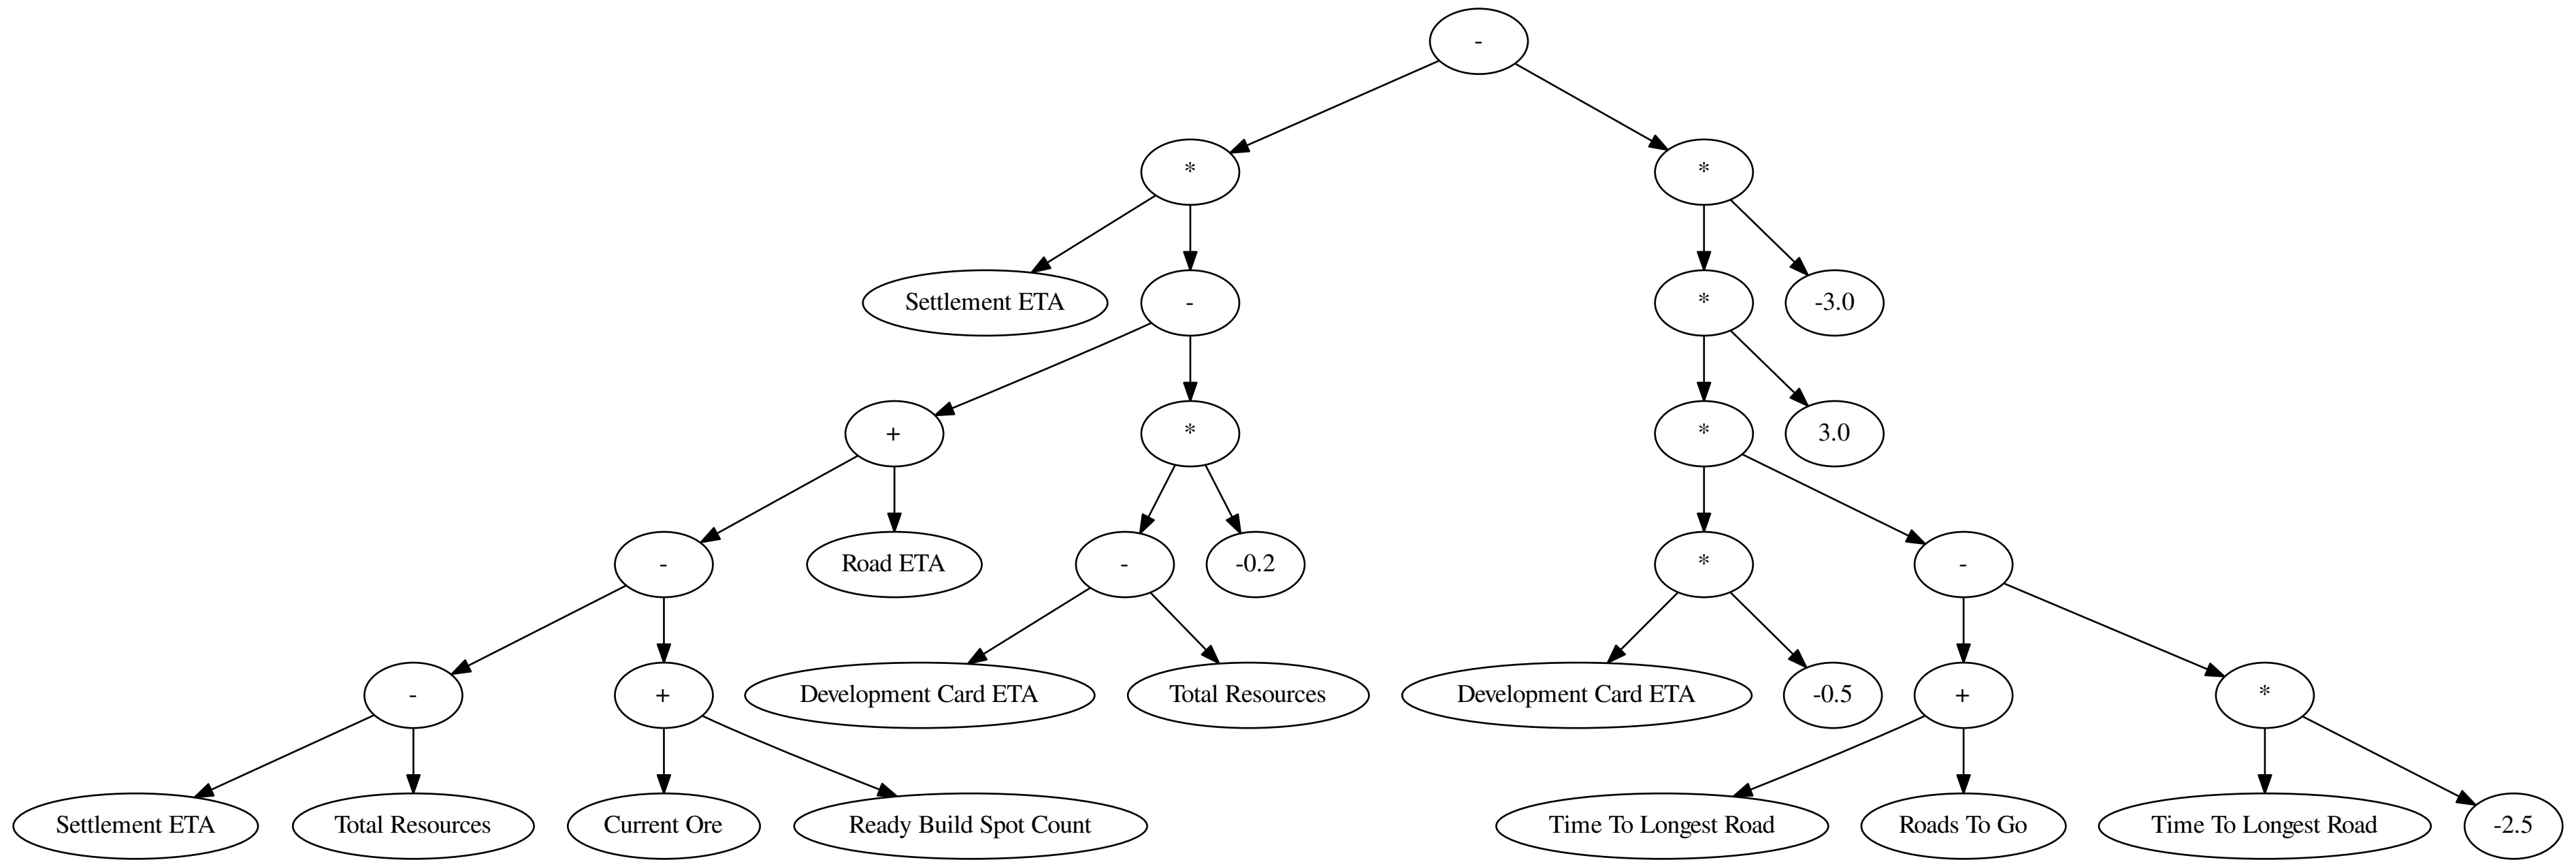 -
*
*
Settlement ETA
-
*
-3.0
+
*
*
3.0
-
Road ETA
-
-0.2
*
-
-
+
Development Card ETA
Total Resources
Development Card ETA
-0.5
+
*
Settlement ETA
Total Resources
Current Ore
Ready Build Spot Count
Time To Longest Road
Roads To Go
Time To Longest Road
-2.5